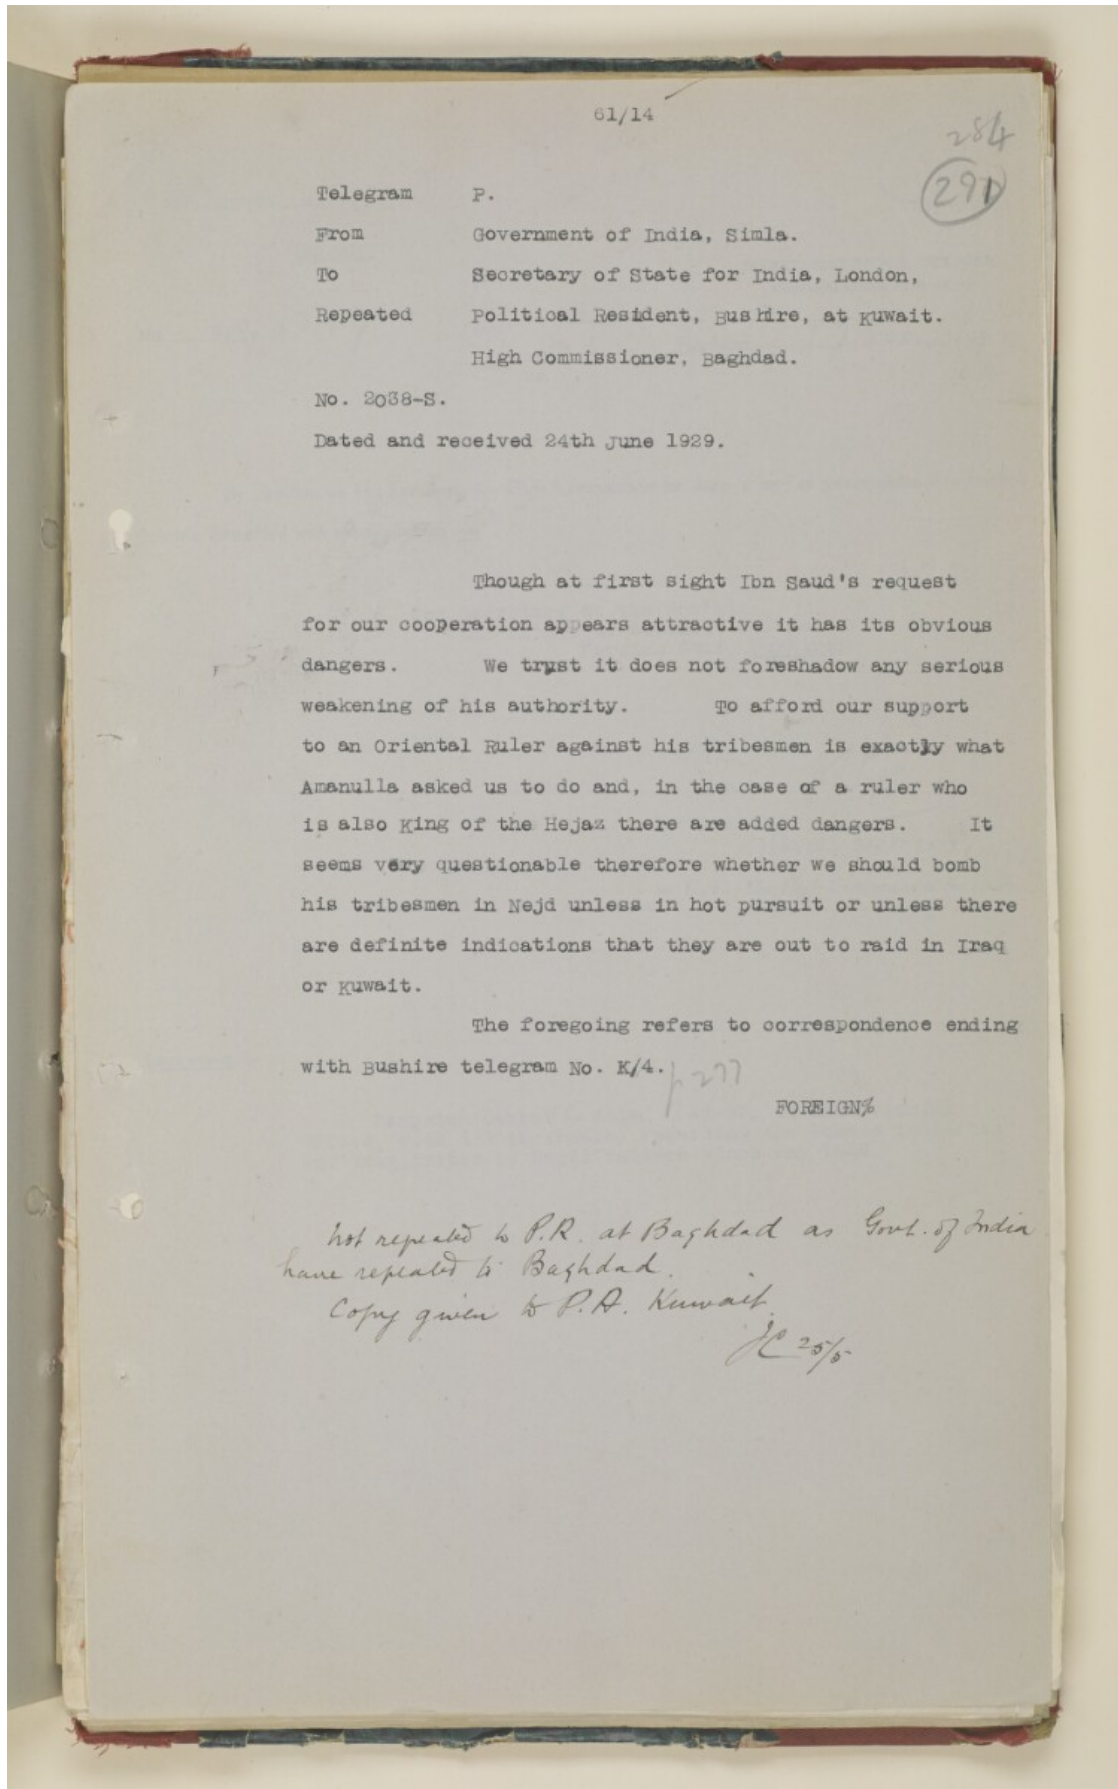 61/14
284
291
Telegram P.
From Government of India, Simla.
To Secretary of State for India, London,
Repeated Political Resident, Bushire, at Kuwait.
High Commissioner, Baghdad.
No. 2038-S.
Dated and received 24th June 1929.
Though at first sight Ibn Saud's request
for our cooperation appears attractive it has its obvious
dangers. We trust it does not foreshadow any serious
weakening of his authority. To afford our support
to an Oriental Ruler against his tribesmen is exactly what
Amanulla asked us to do and, in the case of a ruler who
is also King of the Hejaz there are added dangers. It
seems very questionable therefore whether we should bomb
his tribesmen in Nejd unless in hot pursuit or unless there
are definite indications that they are out to raid in Iraq
or Kuwait.
The foregoing refers to correspondence ending
with Bushire telegram No. K/4. p 277
FOREIGN%
Not repeated to P.R. at Baghdad as Govt. of India
have repeated to Baghdad.
Copy given to P.A. Kuwait.
JC 25/5